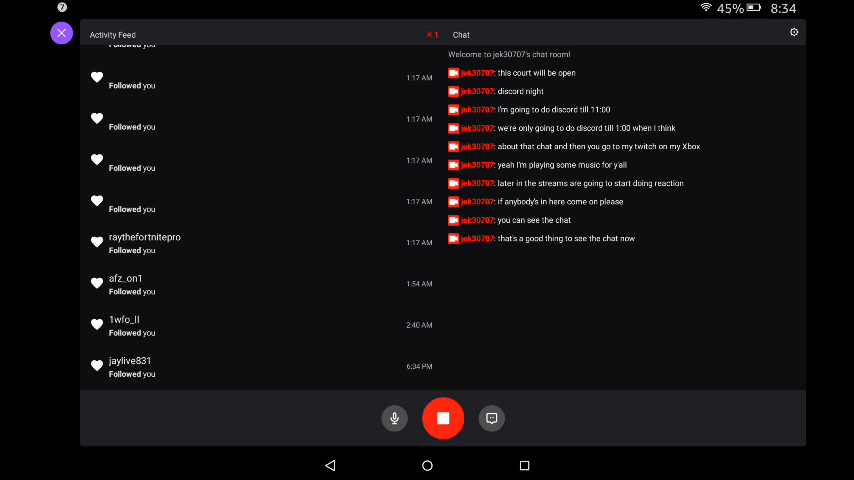 7
45%
8:34
Activity Feed
1
Chat
Followed you
Welcome to jek30707's chat room!
1:17 AM
Followed you
1:17 AM
Followed you
1:17 AM
Followed you
1:17 AM
Followed you
raythefortnitepro
1:17 AM
Followed you
afz_on1
1:54 AM
Followed you
1wfo_ll
2:40 AM
Followed you
jaylive831
6:34 PM
Followed you
jek30707: this court will be open
jek30707: discord night
jek30707: I'm going to do discord till 11:00
jek30707: we're only going to do discord till 1:00 when I think
jek30707: about that chat and then you go to my twitch on my Xbox
jek30707: yeah I'm playing some music for y'all
jek30707: later in the streams are going to start doing reaction
jek30707: if anybody's in here come on please
jek30707: you can see the chat
jek30707: that's a good thing to see the chat now